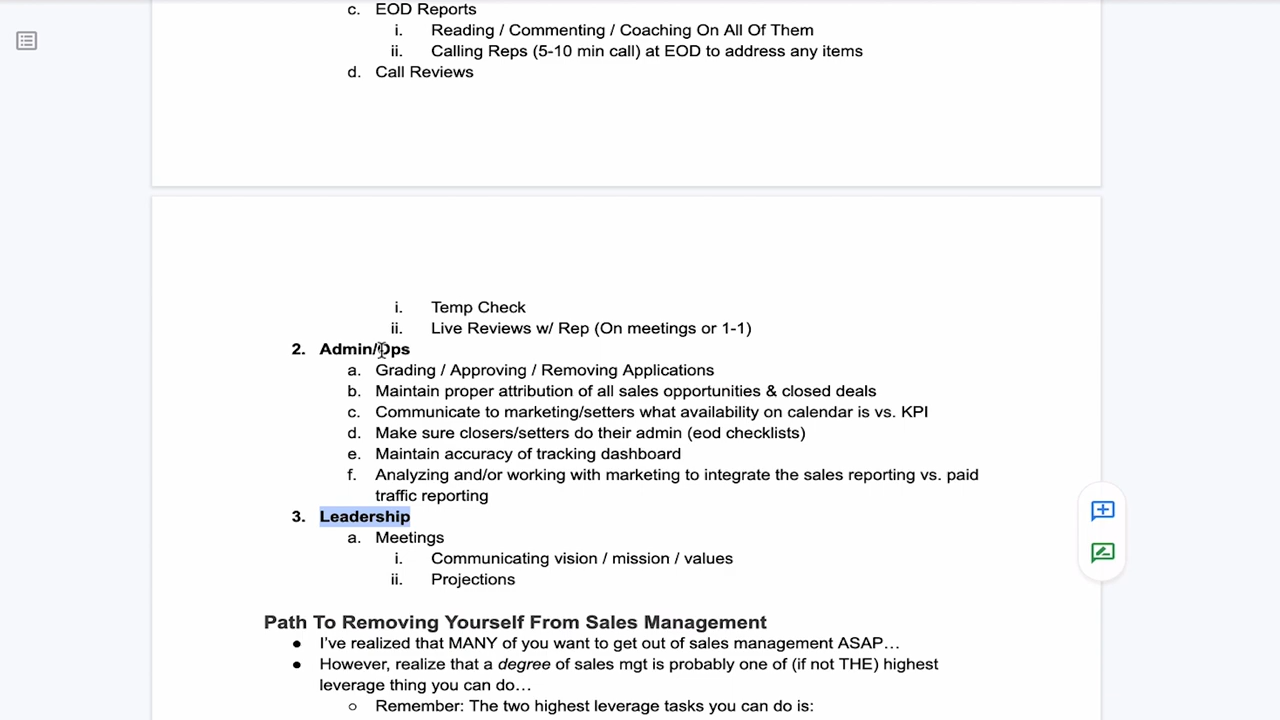 c. EOD Reports
i. Reading / Commenting / Coaching On All Of Them
ii. Calling Reps (5-10 min call) at EOD to address any items
d. Call Reviews
i. Temp Check
ii. Live Reviews w/ Rep (On meetings or 1-1)
2. Admin/Ops
a. Grading / Approving / Removing Applications
b. Maintain proper attribution of all sales opportunities & closed deals
c. Communicate to marketing/setters what availability on calendar is vs. KPI
d. Make sure closers/setters do their admin (eod checklists)
e. Maintain accuracy of tracking dashboard
f. Analyzing and/or working with marketing to integrate the sales reporting vs. paid
traffic reporting
3. Leadership
a. Meetings
i. Communicating vision / mission / values
ii. Projections
Path To Removing Yourself From Sales Management
● I've realized that MANY of you want to get out of sales management ASAP…
● However, realize that a degree of sales mgt is probably one of (if not THE) highest
leverage thing you can do…
○ Remember: The two highest leverage tasks you can do is: